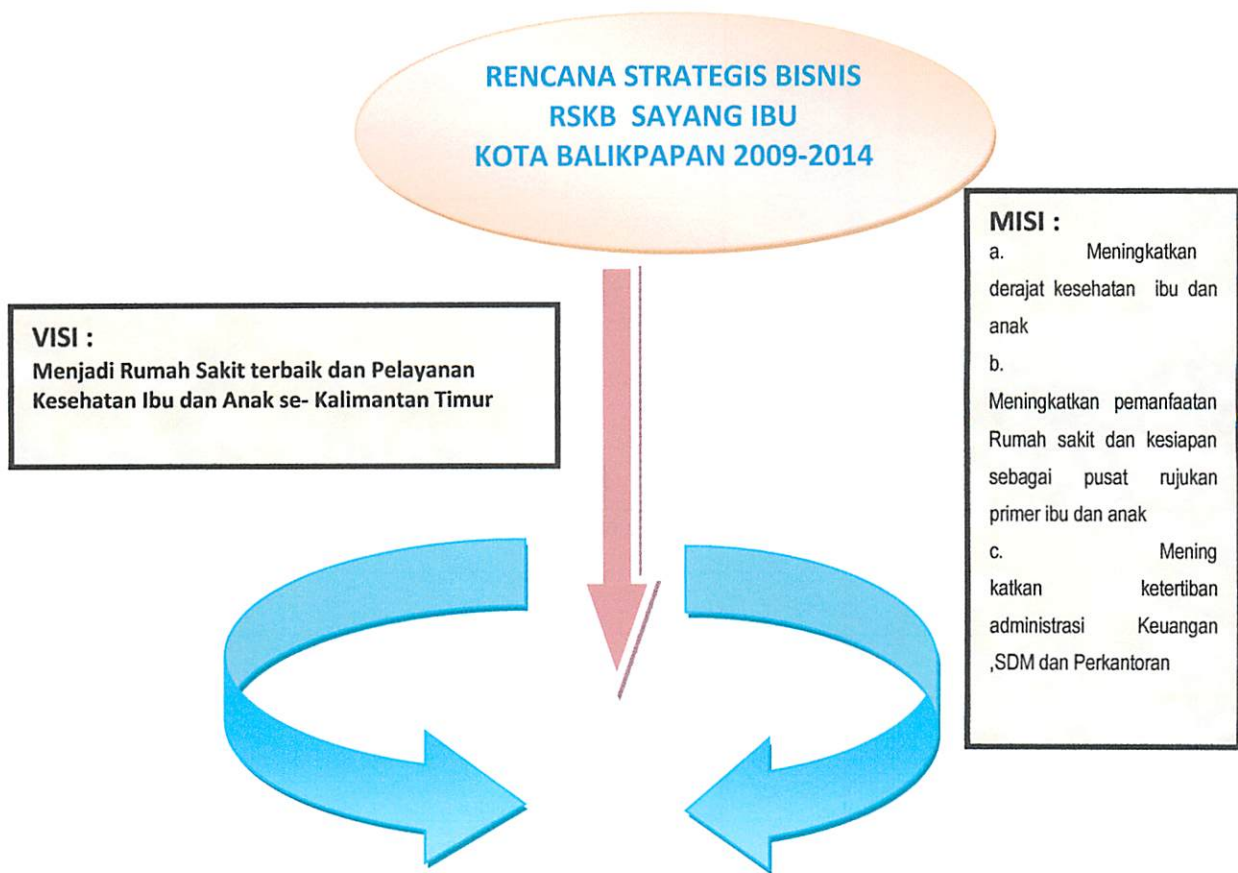 RENCANA STRATEGIS BISNIS
RSKB SAYANG IBU
KOTA BALIKPAPAN 2009-2014
VISI :
Menjadi Rumah Sakit terbaik dan Pelayanan
Kesehatan Ibu dan Anak se- Kalimantan Timur
MISI :
a. Meningkatkan
derajat kesehatan ibu dan
anak
b.
Meningkatkan pemanfaatan
Rumah sakit dan kesiapan
sebagai pusat rujukan
primer ibu dan anak
c. Mening
katkan ketertiban
administrasi Keuangan
,SDM dan Perkantoran